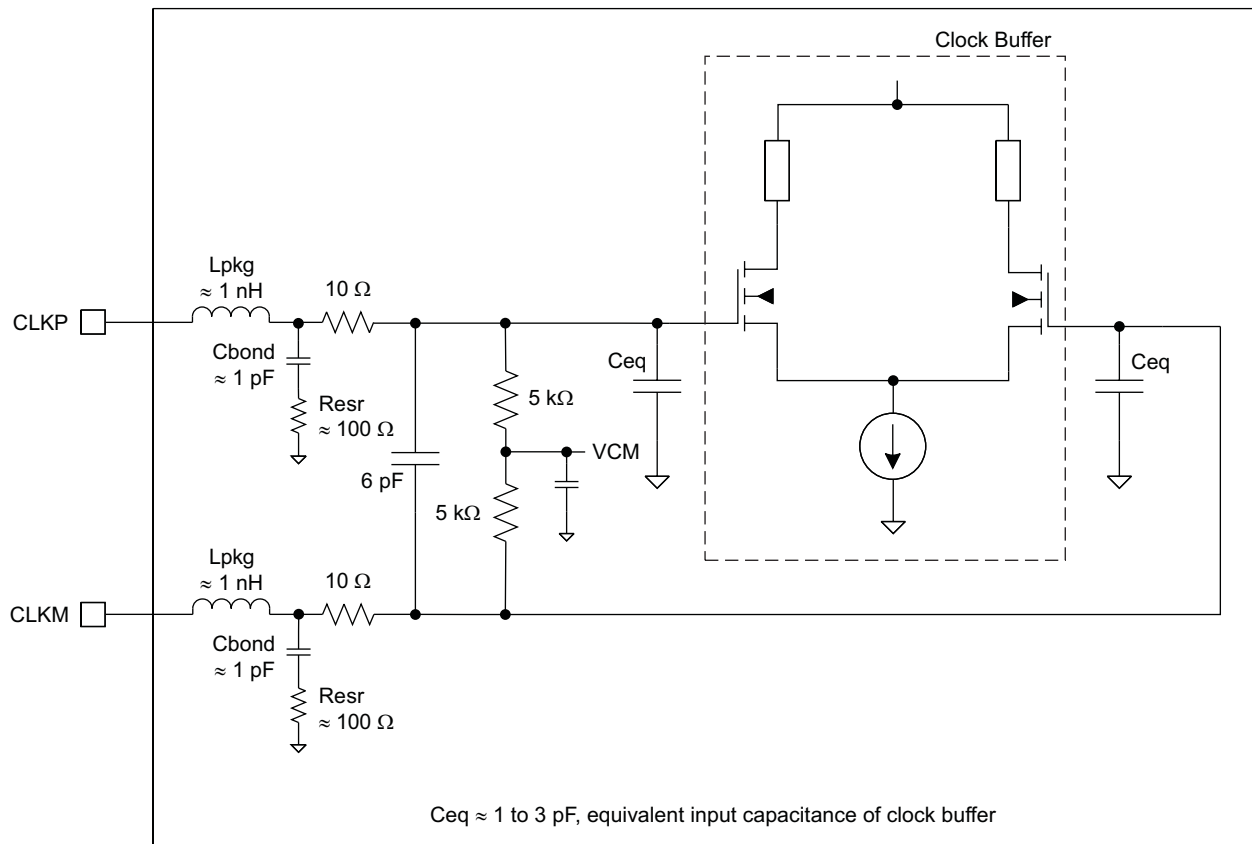 Clock Buffer
Lpkg
≈ 1 nH
10 Ω
CLKP
Cbond
≈ 1 pF
Resr
≈ 100 Ω
6 pF
5 kΩ
VCM
5 kΩ
Ceq
Ceq
Lpkg
≈ 1 nH
10 Ω
CLKM
Cbond
≈ 1 pF
Resr
≈ 100 Ω
Ceq ≈ 1 to 3 pF, equivalent input capacitance of clock buffer